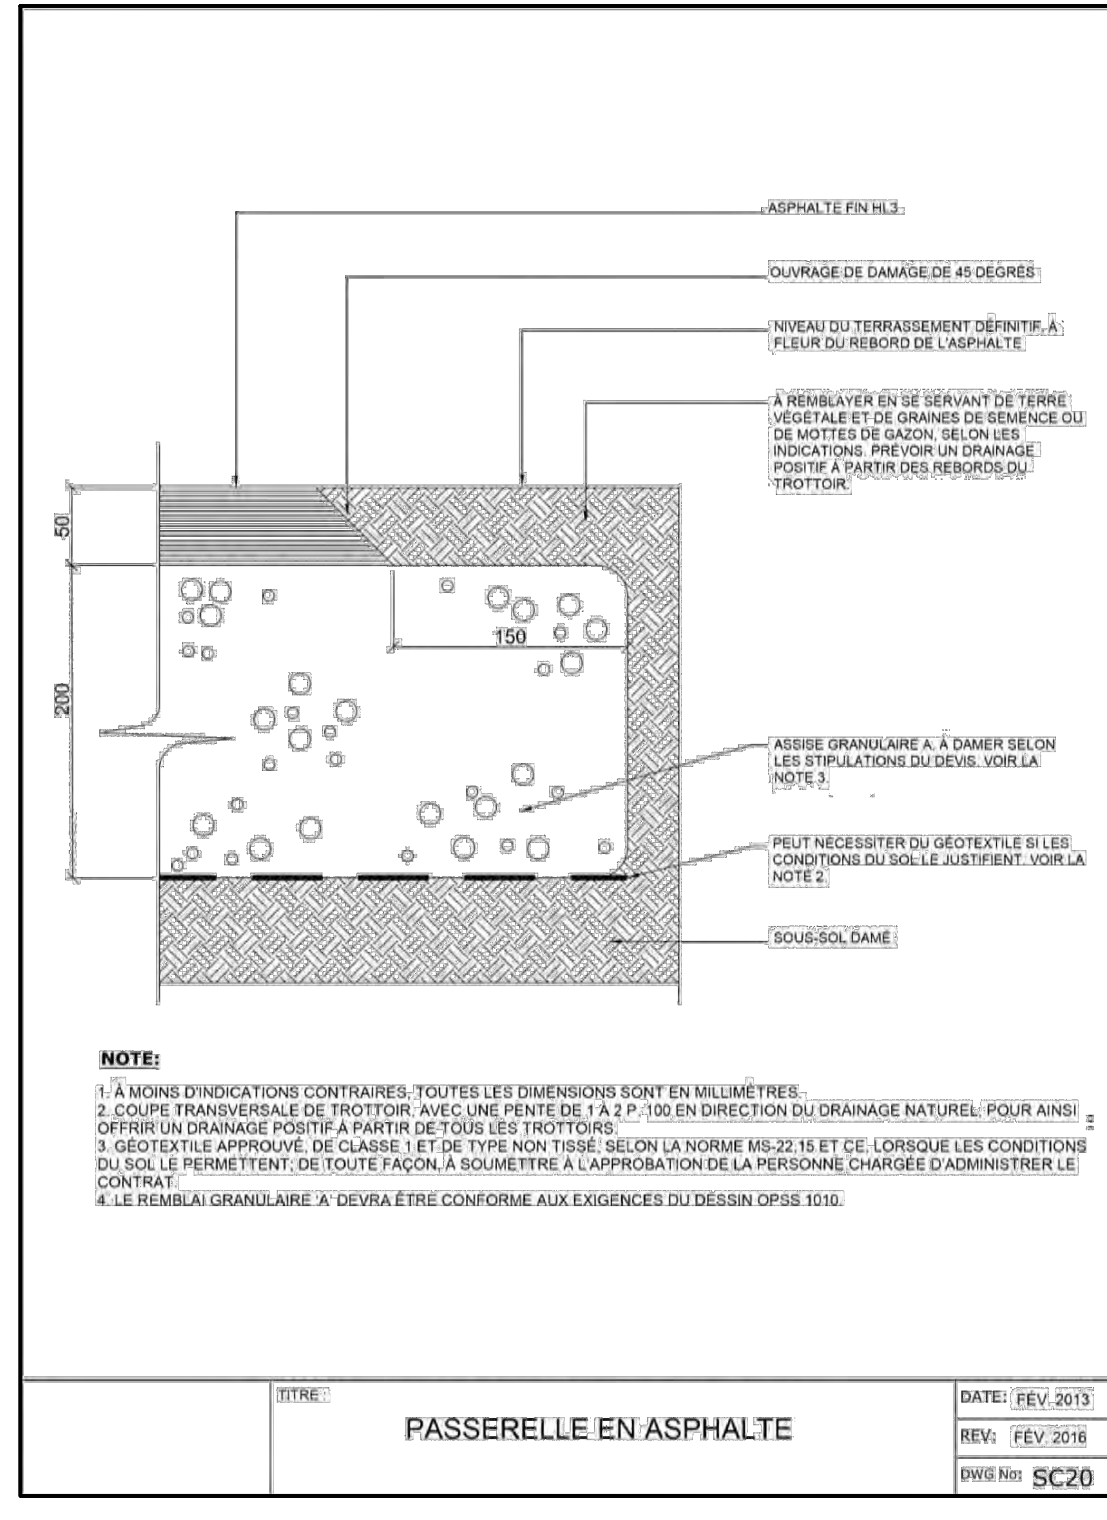 ASPHALTE FIN HL3
OUVRAGE DE DAMAGE DE 45 DEGRÉS
NIVEAU DU TERRASSEMENT DÉFINITIF, À
FLEUR DU REBORD DE L'ASPHALTE
À REMBLAYER EN SE SERVANT DE TERRE
VÉGÉTALE ET DE GRAINES DE SEMENCE OU
DE MOTTES DE GAZON, SELON LES
INDICATIONS. PRÉVOIR UN DRAINAGE
POSITIF À PARTIR DES REBORDS DU
TROTTOIR.
50
150
200
ASSISE GRANULAIRE A. À DAMER SELON
LES STIPULATIONS DU DEVIS. VOIR LA
NOTE 3.
PEUT NÉCESSITER DU GÉOTEXTILE SI LES
CONDITIONS DU SOL LE JUSTIFIENT. VOIR LA
NOTE 2.
SOUS-SOL DAMÉ
NOTE:
1. À MOINS D'INDICATIONS CONTRAIRES, TOUTES LES DIMENSIONS SONT EN MILLIMÈTRES.
2. COUPE TRANSVERSALE DE TROTTOIR, AVEC UNE PENTE DE 1 À 2 P. 100 EN DIRECTION DU DRAINAGE NATUREL, POUR AINSI
OFFRIR UN DRAINAGE POSITIF À PARTIR DE TOUS LES TROTTOIRS.
3. GÉOTEXTILE APPROUVÉ, DE CLASSE 1 ET DE TYPE NON TISSÉ, SELON LA NORME MS-22,15 ET CE, LORSQUE LES CONDITIONS
DU SOL LE PERMETTENT; DE TOUTE FAÇON, À SOUMETTRE À L'APPROBATION DE LA PERSONNE CHARGÉE D'ADMINISTRER LE
CONTRAT.
4. LE REMBLAI GRANULAIRE 'A' DEVRA ÊTRE CONFORME AUX EXIGENCES DU DESSIN OPSS 1010.
TITRE :
PASSERELLE EN ASPHALTE
DATE: FÉV. 2013
REV: FÉV. 2016
DWG No: SC20